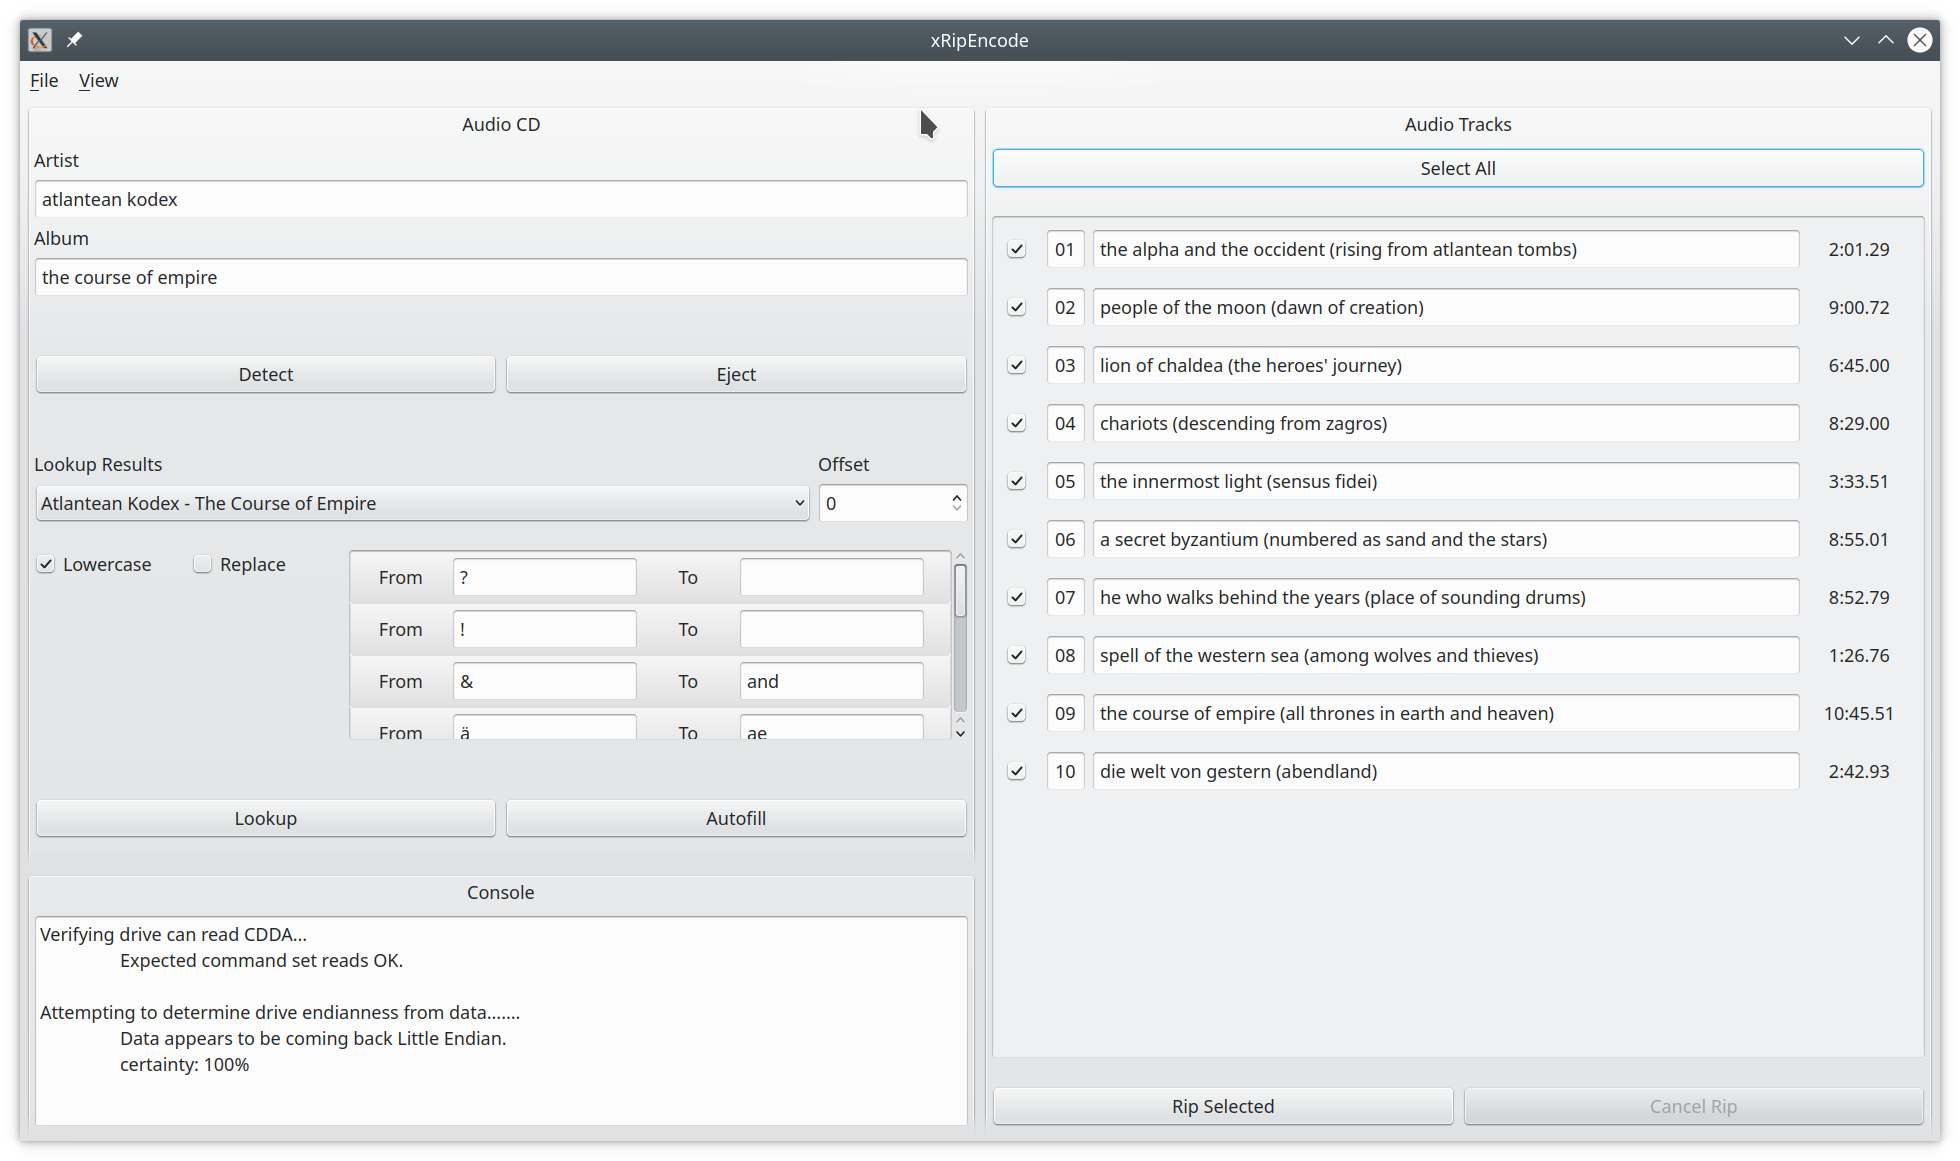 xRipEncode
File View
Audio CD
Artist
atlantean kodex
Album
the course of empire
Detect Eject
Lookup Results Offset
Atlantean Kodex - The Course of Empire 0
Lowercase Replace
From ? To
From ! To
From & To and
From ä To ae
Lookup Autofill
Console
Verifying drive can read CDDA...
Expected command set reads OK.
Attempting to determine drive endianness from data.......
Data appears to be coming back Little Endian.
certainty: 100%
Audio Tracks
Select All
01 the alpha and the occident (rising from atlantean tombs) 2:01.29
02 people of the moon (dawn of creation) 9:00.72
03 lion of chaldea (the heroes' journey) 6:45.00
04 chariots (descending from zagros) 8:29.00
05 the innermost light (sensus fidei) 3:33.51
06 a secret byzantium (numbered as sand and the stars) 8:55.01
07 he who walks behind the years (place of sounding drums) 8:52.79
08 spell of the western sea (among wolves and thieves) 1:26.76
09 the course of empire (all thrones in earth and heaven) 10:45.51
10 die welt von gestern (abendland) 2:42.93
Rip Selected Cancel Rip